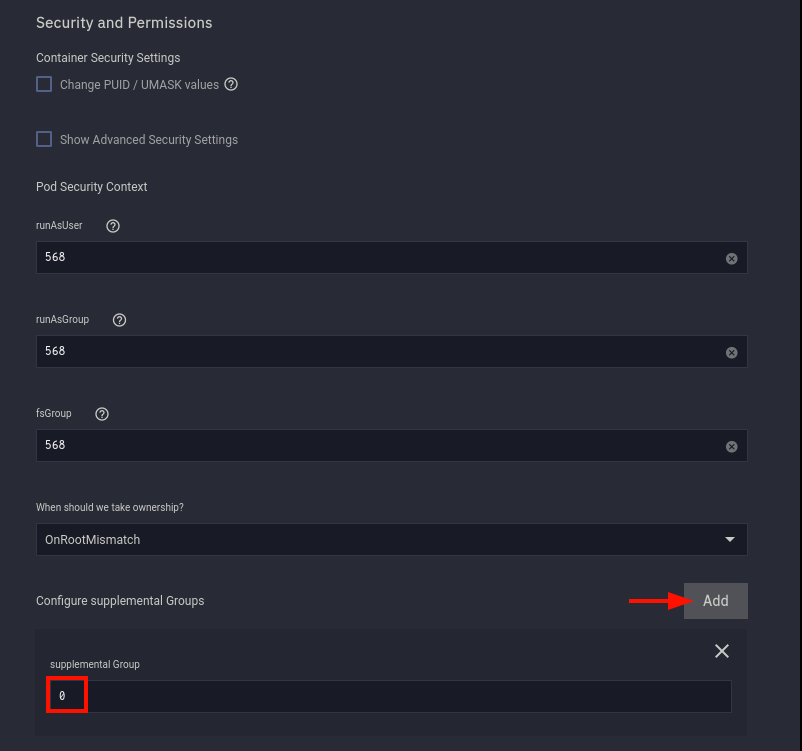 Security and Permissions
Container Security Settings
Change PUID / UMASK values
Show Advanced Security Settings
Pod Security Context
runAsUser
568
runAsGroup
568
fsGroup
568
When should we take ownership?
OnRootMismatch
Configure supplemental Groups
Add
supplemental Group
0